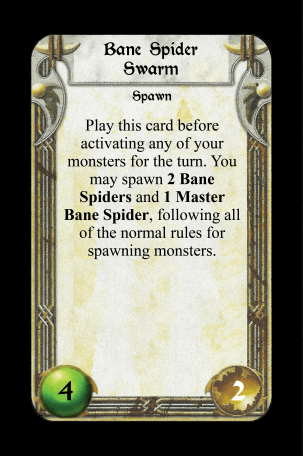 Bane Spider
Swarm
Spawn
Play this card before
activating any of your
monsters for the turn. You
may spawn 2 Bane
Spiders and 1 Master
Bane Spider, following all
of the normal rules for
spawning monsters.
4
2